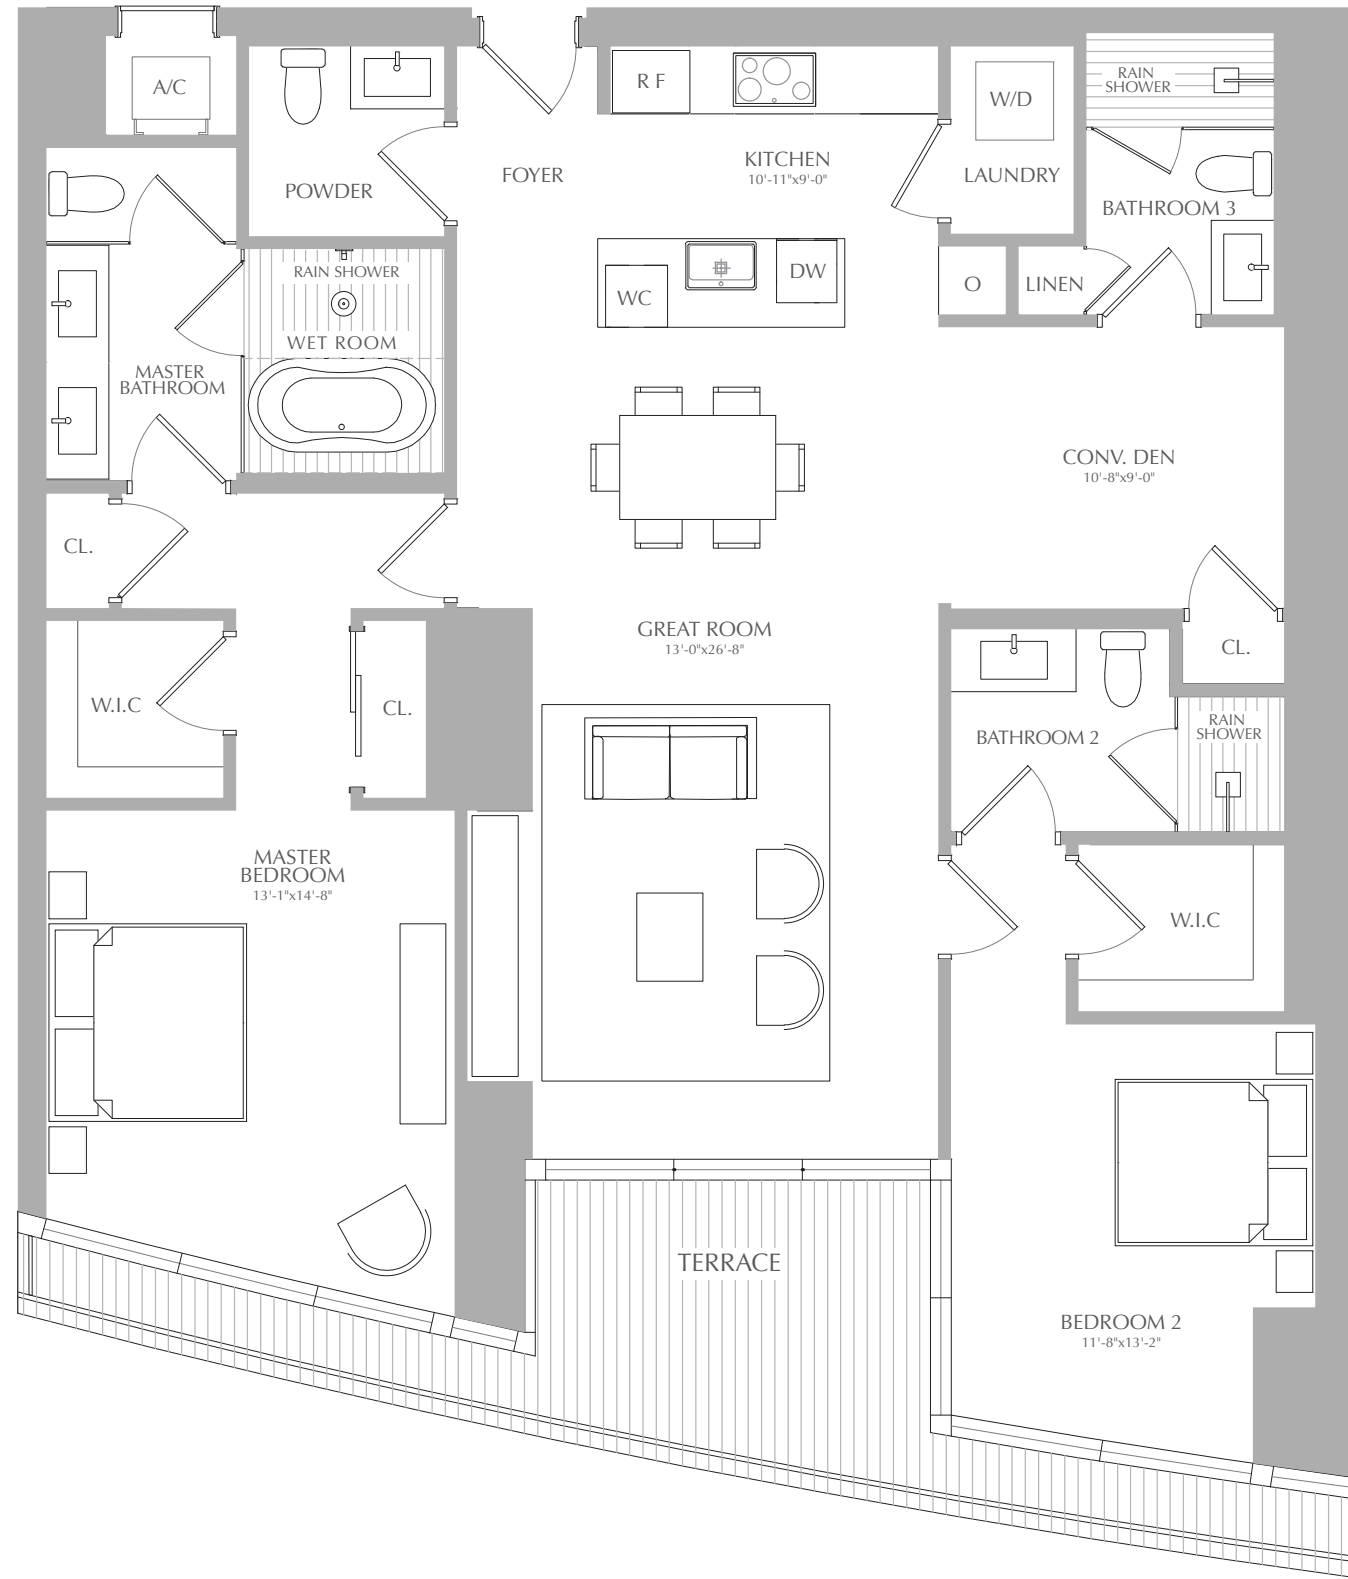 A/C
R F
W/D
RAIN
SHOWER
POWDER
FOYER
KITCHEN
10'-11"x9'-0"
LAUNDRY
BATHROOM 3
RAIN SHOWER
WC
DW
O
LINEN
WET ROOM
MASTER
BATHROOM
CONV. DEN
10'-8"x9'-0"
CL.
GREAT ROOM
13'-0"x26'-8"
CL.
W.I.C
CL.
BATHROOM 2
RAIN
SHOWER
MASTER
BEDROOM
13'-1"x14'-8"
W.I.C
TERRACE
BEDROOM 2
11'-8"x13'-2"